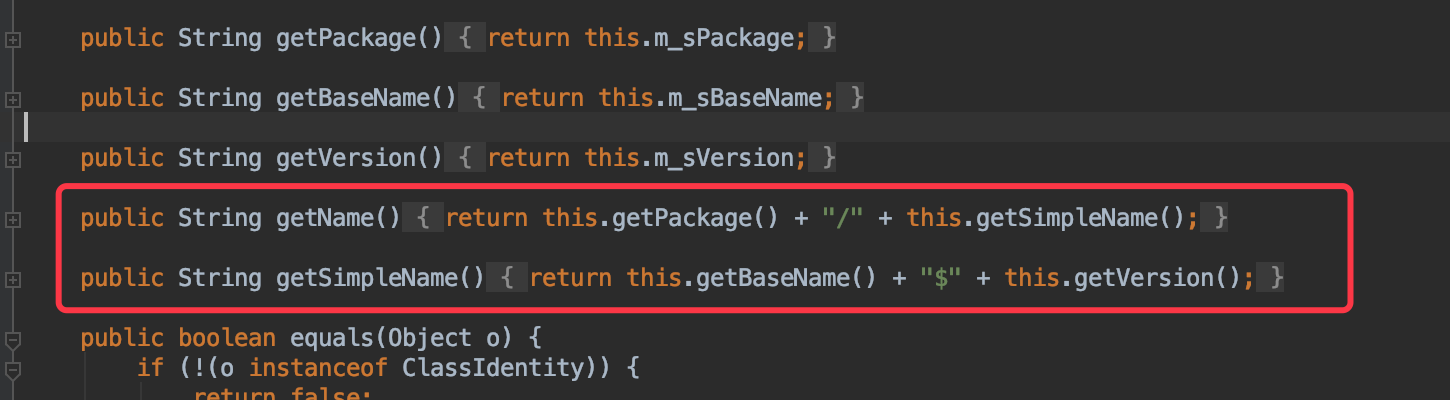 public String getPackage() { return this.m_sPackage; }
public String getBaseName() { return this.m_sBaseName; }
public String getVersion() { return this.m_sVersion; }
public String getName() { return this.getPackage() + "/" + this.getSimpleName(); }
public String getSimpleName() { return this.getBaseName() + "$" + this.getVersion(); }
public boolean equals(Object o) {
if (!(o instanceof ClassIdentity)) {
return false;